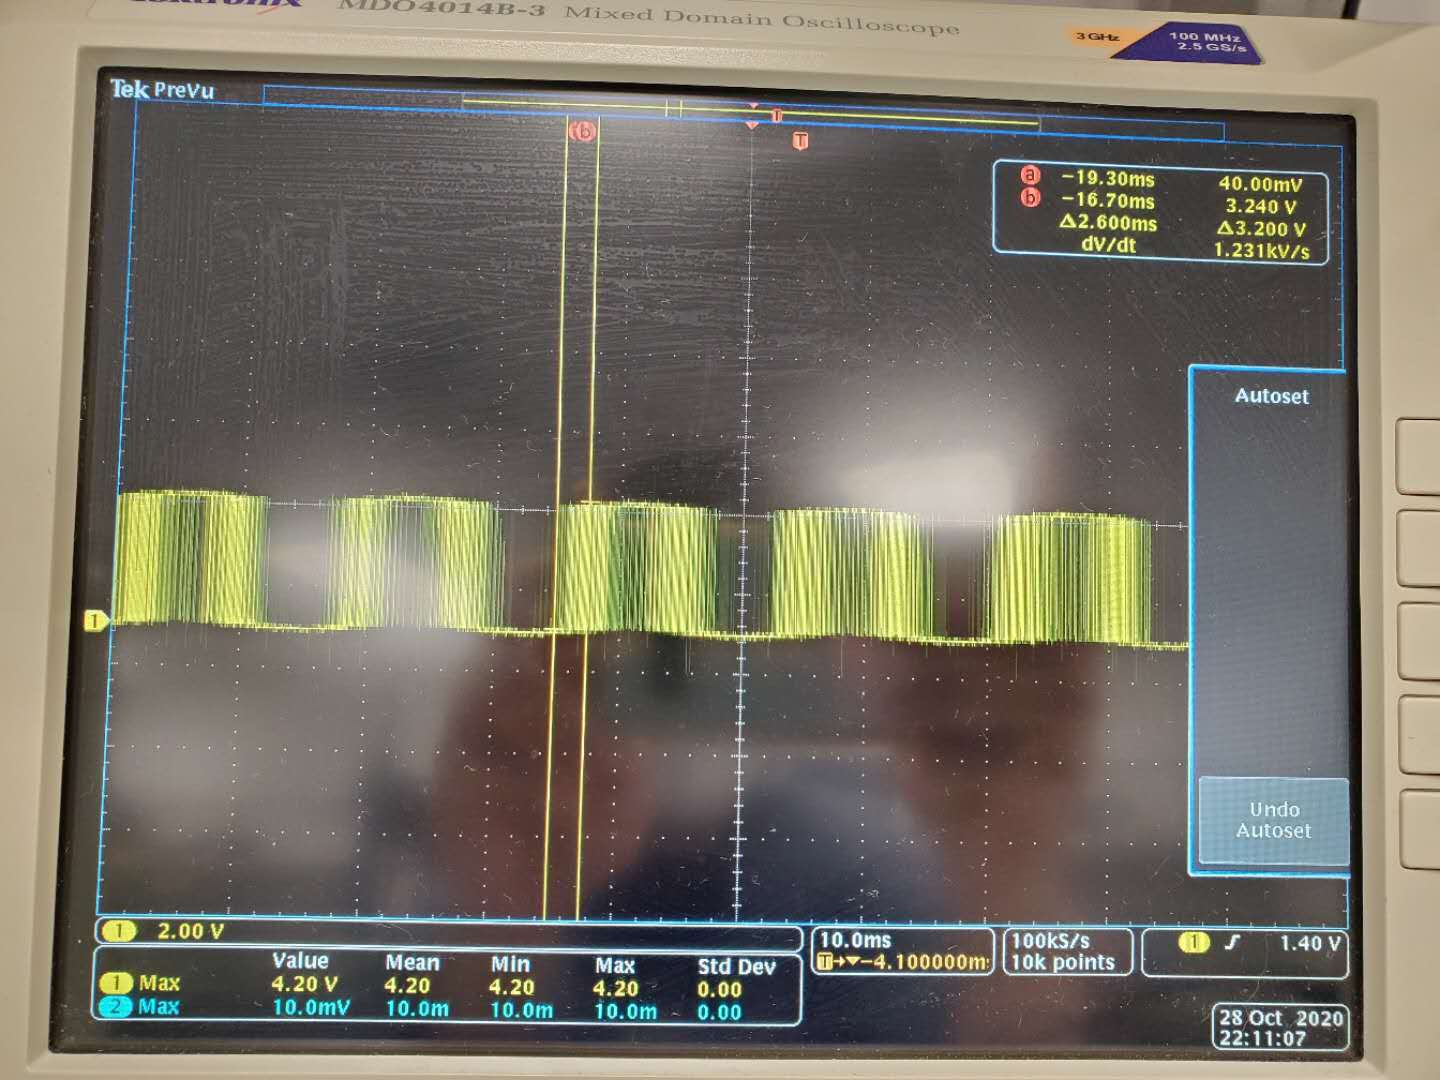 Tektronix MDO4014B-3 Mixed Domain Oscilloscope
3 GHz
100 MHz
2.5 GS/s
Tek PreVu
T
b
T
a -19.30ms 40.00mV
b -16.70ms 3.240 V
Δ2.600ms Δ3.200 V
dV/dt 1.231kV/s
Autoset
1
Undo
Autoset
1 2.00 V
Value Mean Min Max Std Dev
1 Max 4.20 V 4.20 4.20 4.20 0.00
2 Max 10.0mV 10.0m 10.0m 10.0m 0.00
10.0ms
T→▼-4.100000m
100kS/s
10k points
1 1.40 V
28 Oct 2020
22:11:07